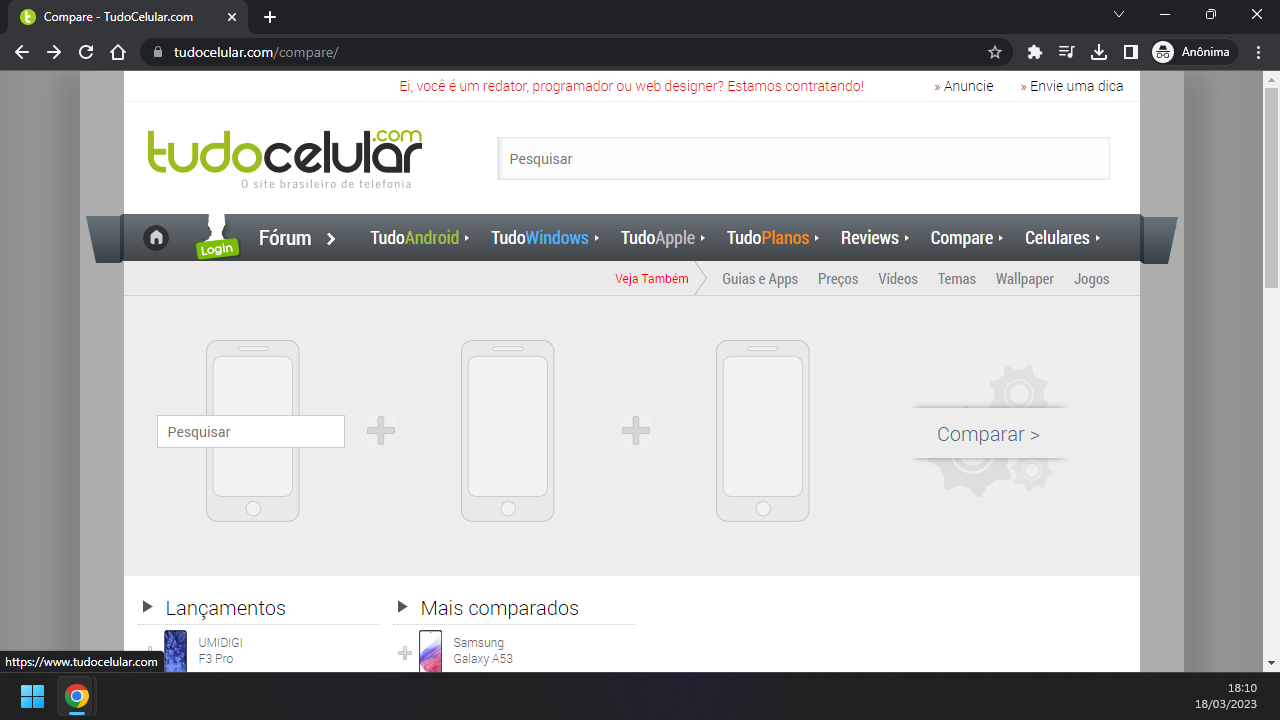 Compare - TudoCelular.com
tudocelular.com/compare/
Anônima
Ei, você é um redator, programador ou web designer? Estamos contratando!
» Anuncie
» Envie uma dica
tudocelular.com
O site brasileiro de telefonia
Pesquisar
Login
Fórum
TudoAndroid
TudoWindows
TudoApple
TudoPlanos
Reviews
Compare
Celulares
Veja Também
Guias e Apps
Preços
Vídeos
Temas
Wallpaper
Jogos
Pesquisar
Comparar >
Lançamentos
Mais comparados
UMIDIGI
F3 Pro
Samsung
Galaxy A53
https://www.tudocelular.com
18:10
18/03/2023